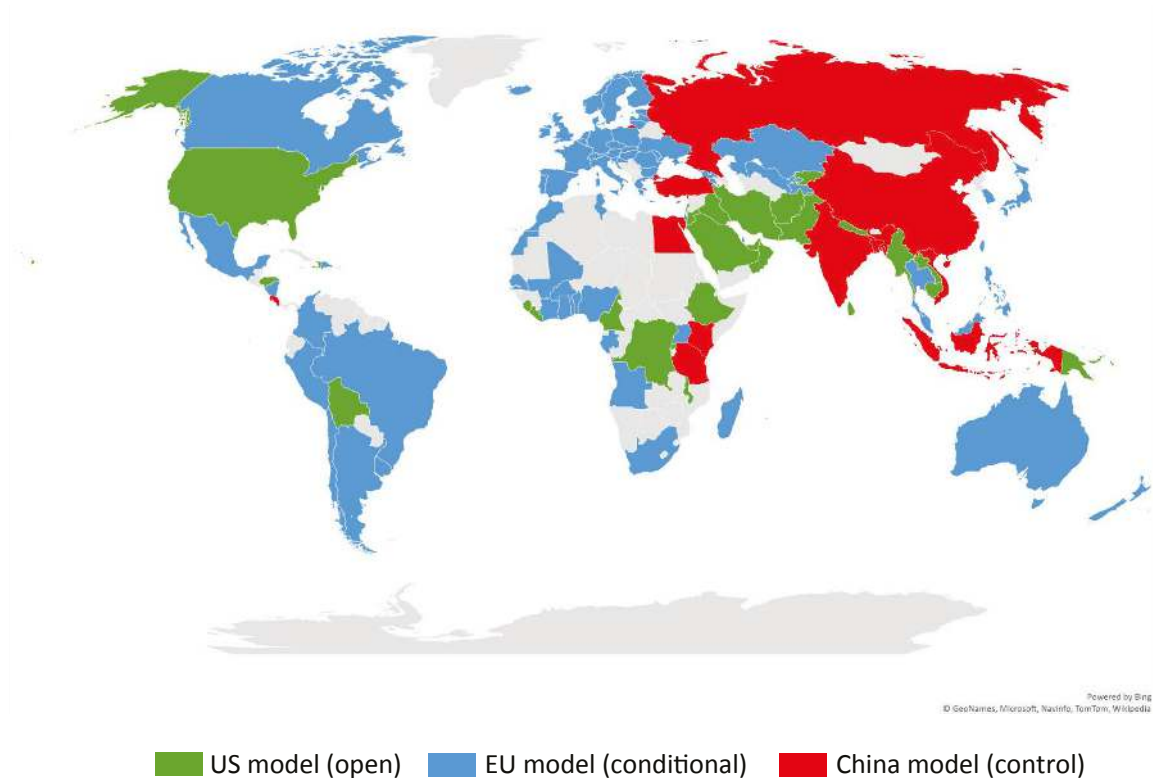 Powered by Bing
© GeoNames, Microsoft, NavInfo, TomTom, Wikipedia
US model (open) EU model (conditional) China model (control)